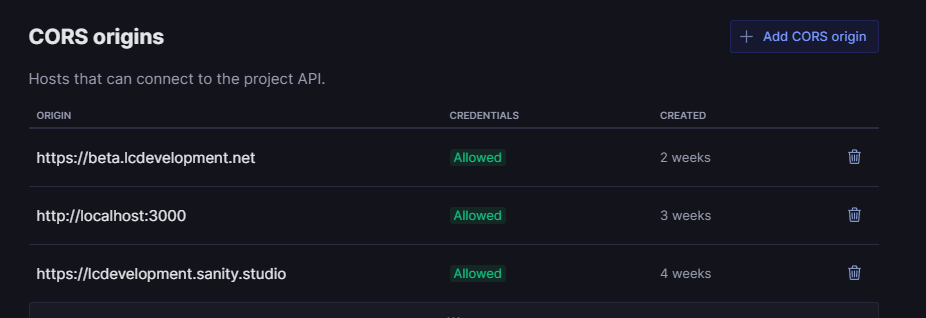 CORS origins
Add CORS origin
Hosts that can connect to the project API.
ORIGIN CREDENTIALS CREATED
https://beta.lcdevelopment.net Allowed 2 weeks
http://localhost:3000 Allowed 3 weeks
https://lcdevelopment.sanity.studio Allowed 4 weeks